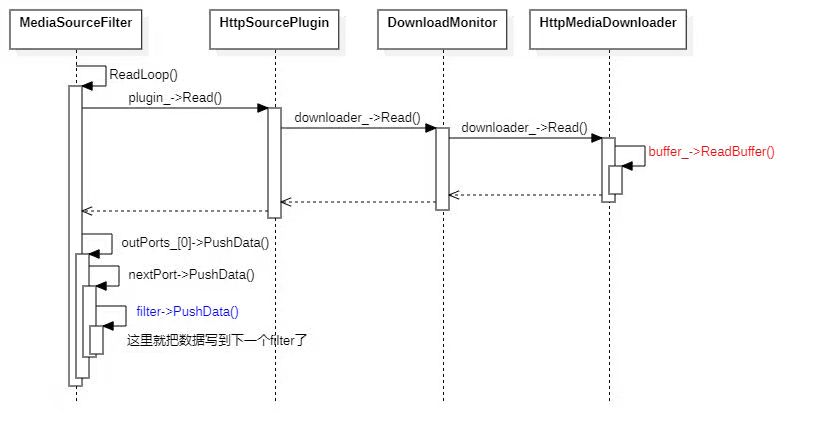 MediaSourceFilter
HttpSourcePlugin
DownloadMonitor
HttpMediaDownloader
ReadLoop()
plugin_->Read()
downloader_->Read()
downloader_->Read()
buffer_->ReadBuffer()
outPorts_[0]->PushData()
nextPort->PushData()
filter->PushData()
这里就把数据写到下一个filter了